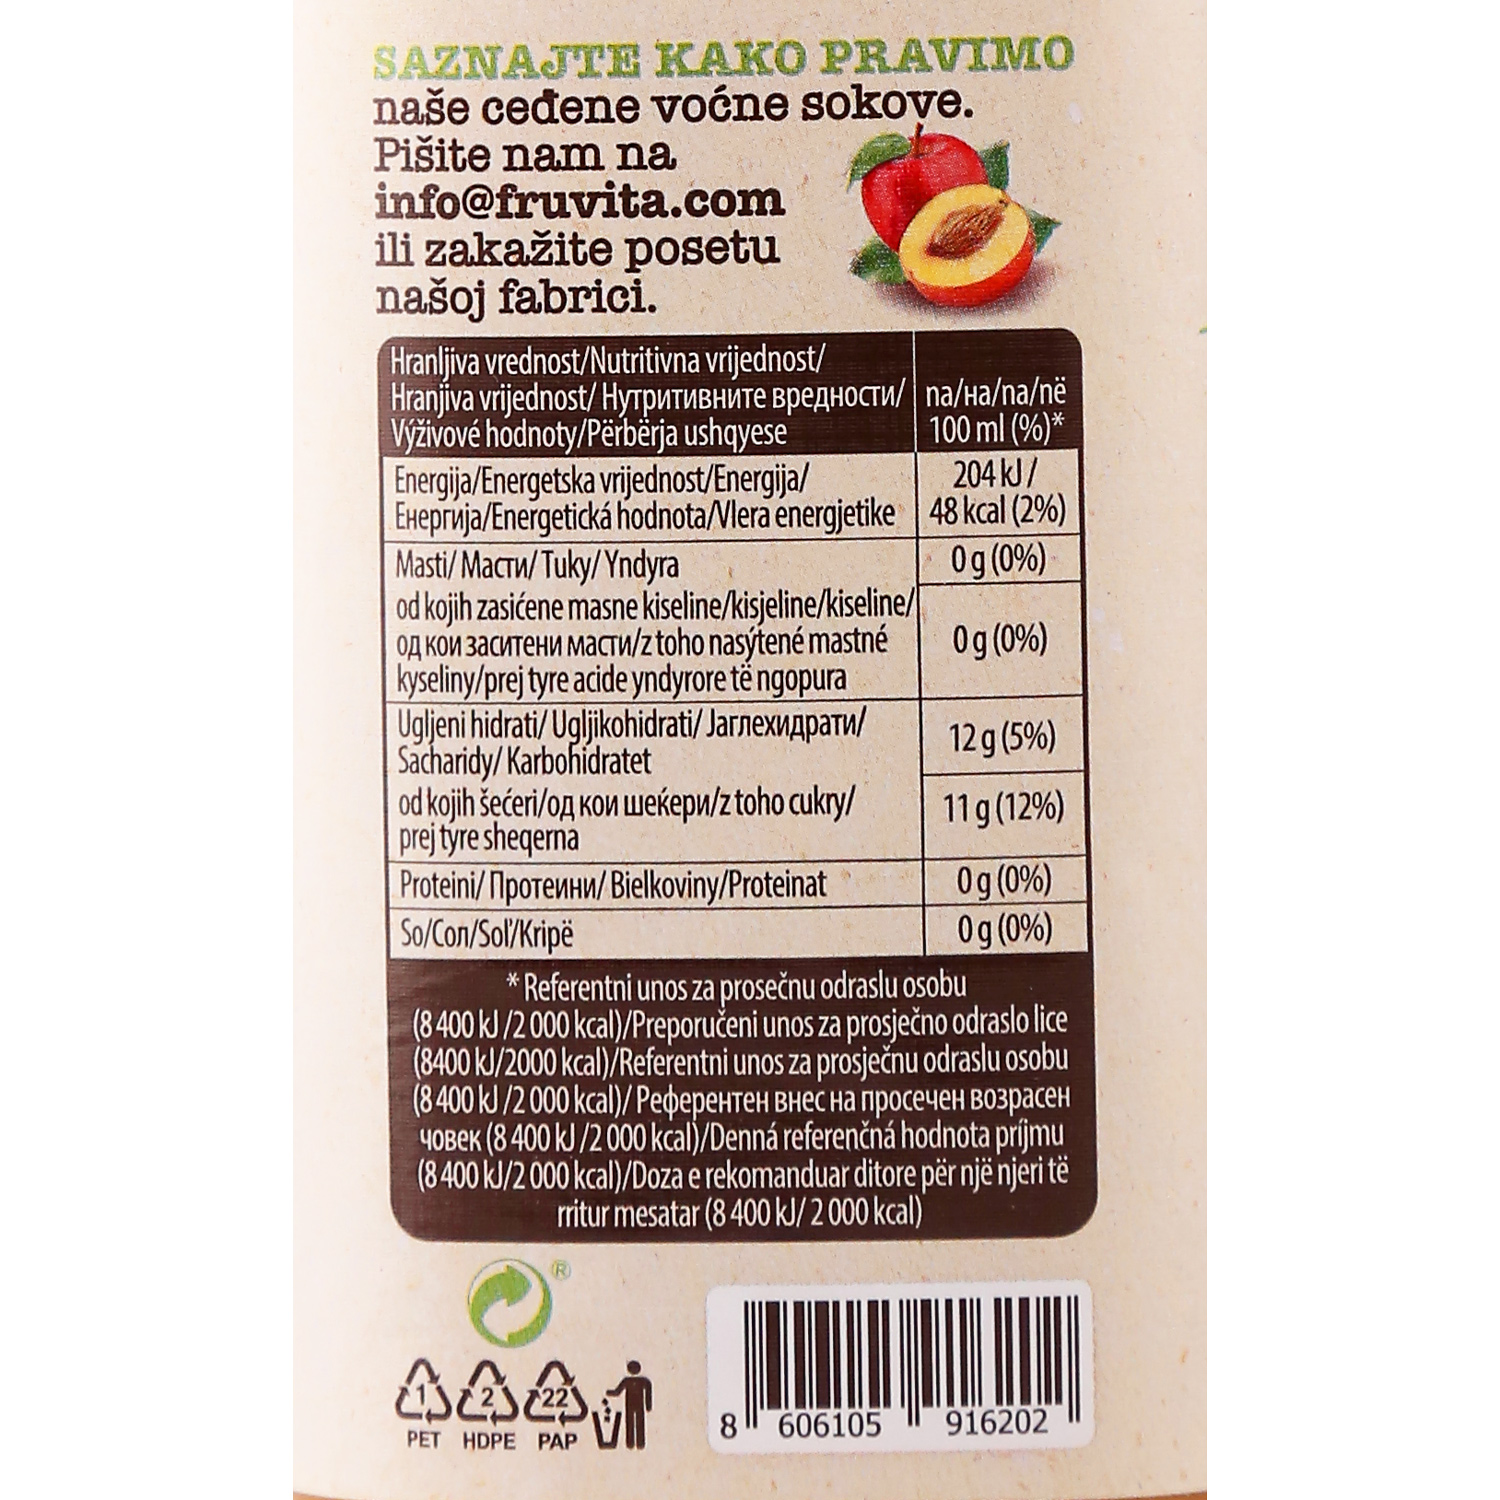 SAZNAJTE KAKO PRAVIMO
naše ceđene voćne sokove.
Pišite nam na
info@fruvita.com
ili zakažite posetu
našoj fabrici.
Hranljiva vrednost/Nutritivna vrijednost/
Hranjiva vrijednost/ Нутритивните вредности/
Výživové hodnoty/Përbërja ushqyese
na/на/na/në
100 ml (%)*
Energija/Energetska vrijednost/Energija/
Енергија/Energetická hodnota/Vlera energjetike
204 kJ /
48 kcal (2%)
Masti/ Масти/ Tuky/ Yndyra
0 g (0%)
od kojih zasićene masne kiseline/kisjeline/kiseline/
од кои заситени масти/z toho nasýtené mastné
kyseliny/prej tyre acide yndyrore të ngopura
0 g (0%)
Ugljeni hidrati/ Ugljikohidrati/ Јаглехидрати/
Sacharidy/ Karbohidratet
12 g (5%)
od kojih šećeri/од кои шеќери/z toho cukry/
prej tyre sheqerna
11 g (12%)
Proteini/ Протеини/ Bielkoviny/Proteinat
0 g (0%)
So/Сол/Soľ/Kripë
0 g (0%)
* Referentni unos za prosečnu odraslu osobu
(8 400 kJ /2 000 kcal)/Preporučeni unos za prosječno odraslo lice
(8400 kJ/2000 kcal)/Referentni unos za prosječnu odraslu osobu
(8 400 kJ /2 000 kcal)/ Референтен внес на просечен возрасен
човек (8 400 kJ /2 000 kcal)/Denná referenčná hodnota príjmu
(8 400 kJ/2 000 kcal)/Doza e rekomanduar ditore për një njeri të
rritur mesatar (8 400 kJ/ 2 000 kcal)
®
1 2 22
PET HDPE PAP
8 606105 916202